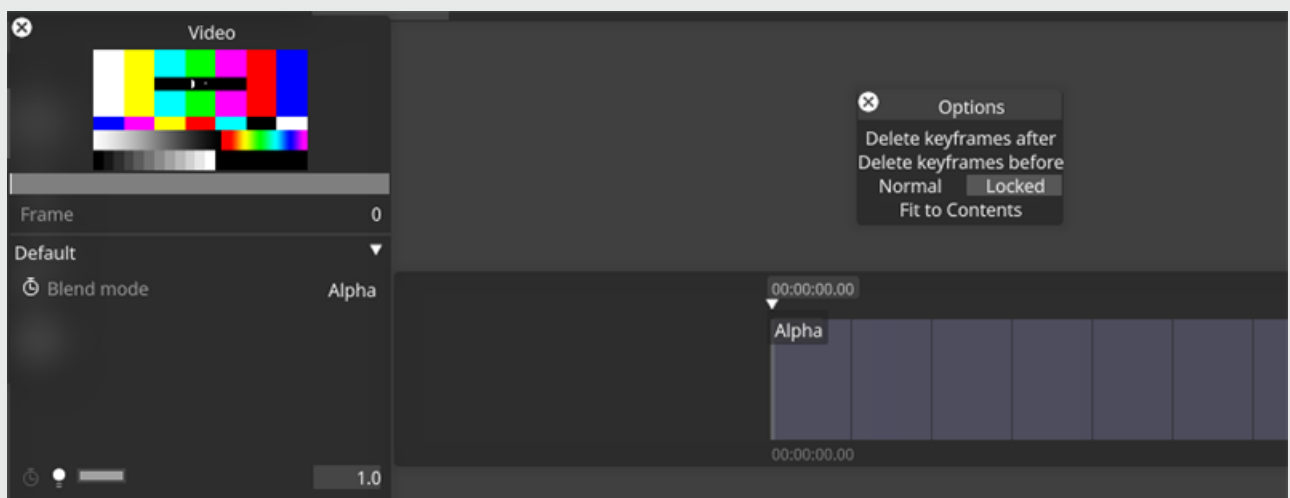 Video
Frame 0
Default
Blend mode Alpha
1.0
Options
Delete keyframes after
Delete keyframes before
Normal Locked
Fit to Contents
00:00:00.00
Alpha
00:00:00.00